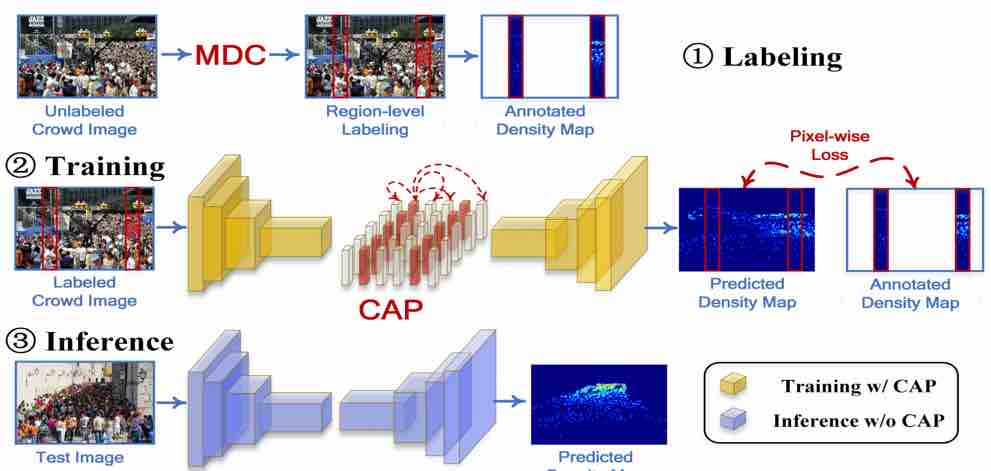 MDC
① Labeling
Unlabeled
Crowd Image
Region-level
Labeling
Annotated
Density Map
② Training
Pixel-wise
Loss
CAP
Labeled
Crowd Image
Predicted
Density Map
Annotated
Density Map
③ Inference
Training w/ CAP
Inference w/o CAP
Test Image
Predicted